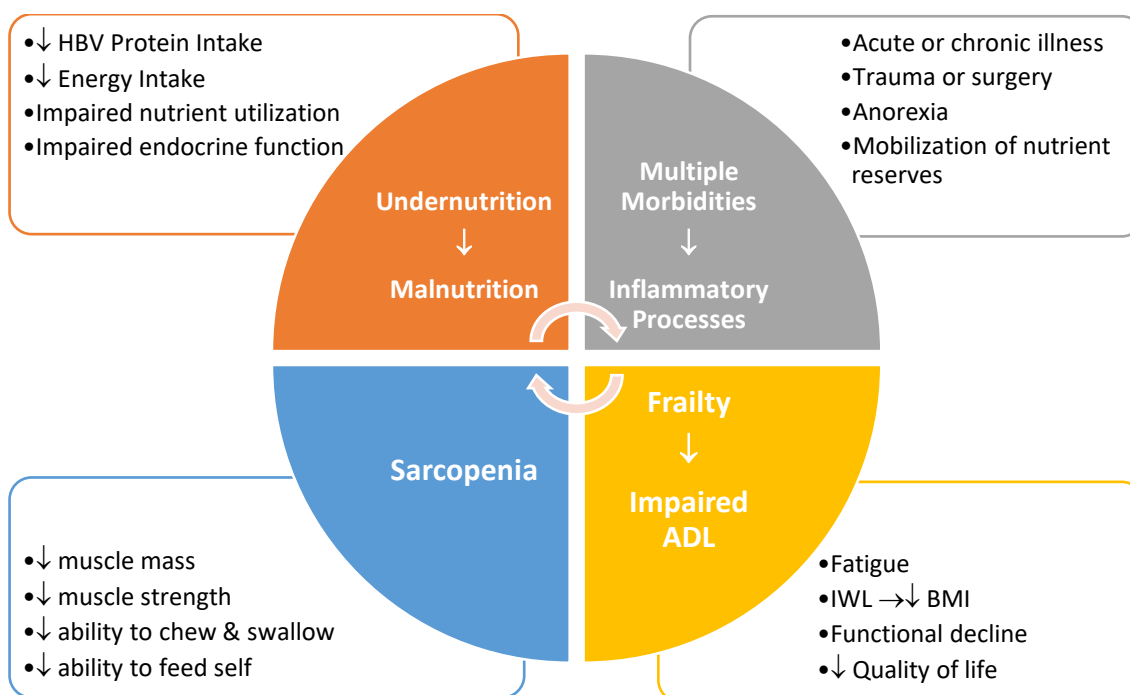 •↓ HBV Protein Intake
•↓ Energy Intake
•Impaired nutrient utilization
•Impaired endocrine function
•Acute or chronic illness
•Trauma or surgery
•Anorexia
•Mobilization of nutrient
reserves
Undernutrition
↓
Malnutrition
Multiple
Morbidities
↓
Inflammatory
Processes
Sarcopenia
Frailty
↓
Impaired
ADL
•↓ muscle mass
•↓ muscle strength
•↓ ability to chew & swallow
•↓ ability to feed self
•Fatigue
•IWL →↓ BMI
•Functional decline
•↓ Quality of life